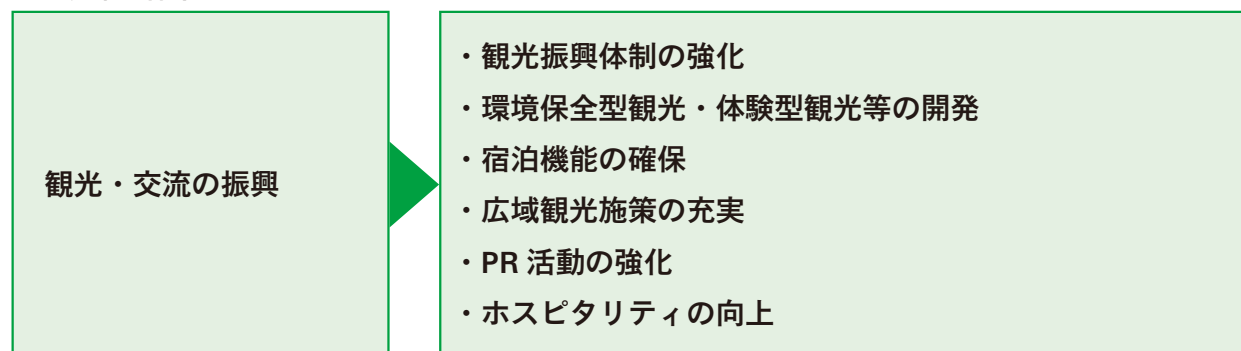 観光・交流の振興
・観光振興体制の強化
・環境保全型観光・体験型観光等の開発
・宿泊機能の確保
・広域観光施策の充実
・PR 活動の強化
・ホスピタリティの向上